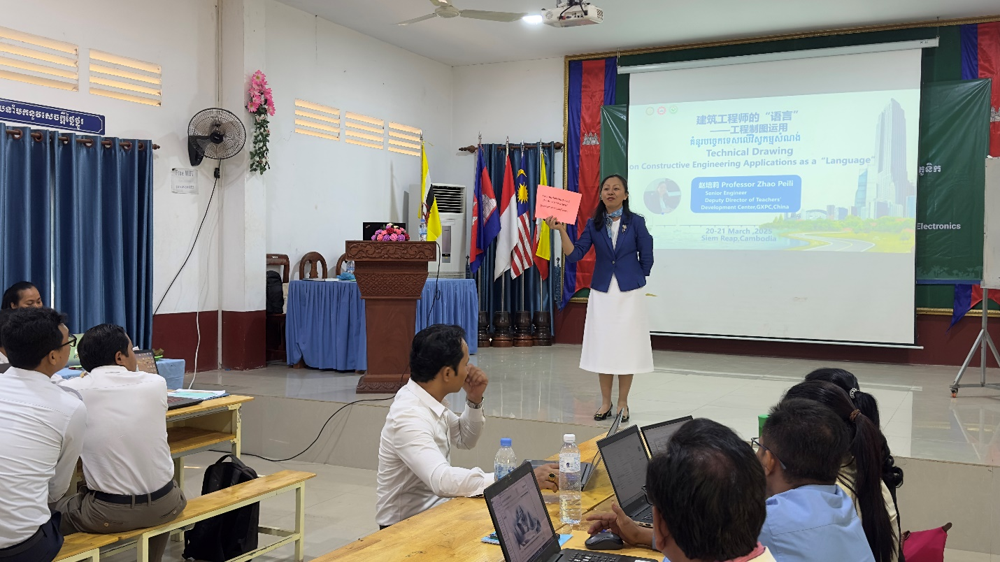 建筑工程师的“语言”
——工程制图运用
គំនូរបច្ចេកទេសលើវិស្វកម្មសំណង់
Technical Drawing
on Constructive Engineering Applications as a “Language”
赵培莉 Professor Zhao Peili
Senior Engineer
Deputy Director of Teachers'
Development Center,GXPC,China
20-21 March ,2025
Siem Reap,Cambodia
Electronics
Free WiFi